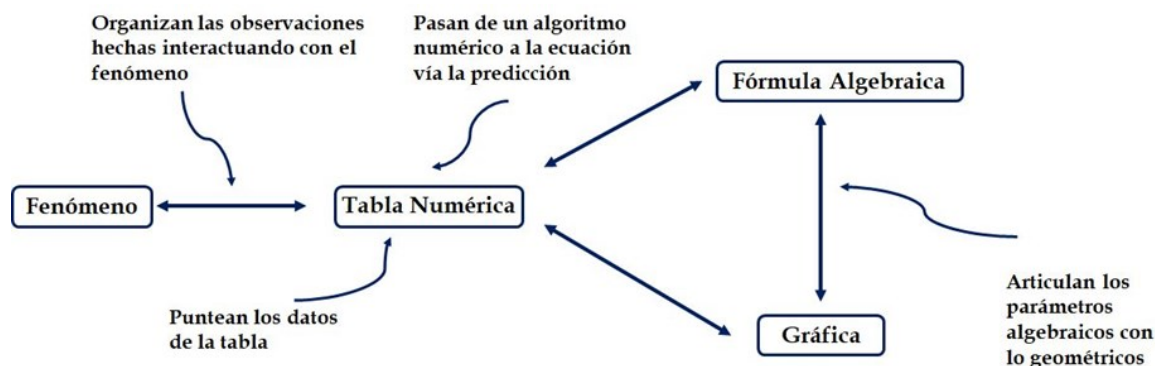 Organizan las observaciones
hechas interactuando con el
fenómeno
Pasan de un algoritmo
numérico a la ecuación
vía la predicción
Fórmula Algebraica
Fenómeno
Tabla Numérica
Puntean los datos
de la tabla
Gráfica
Articulan los
parámetros
algebraicos con
lo geométricos